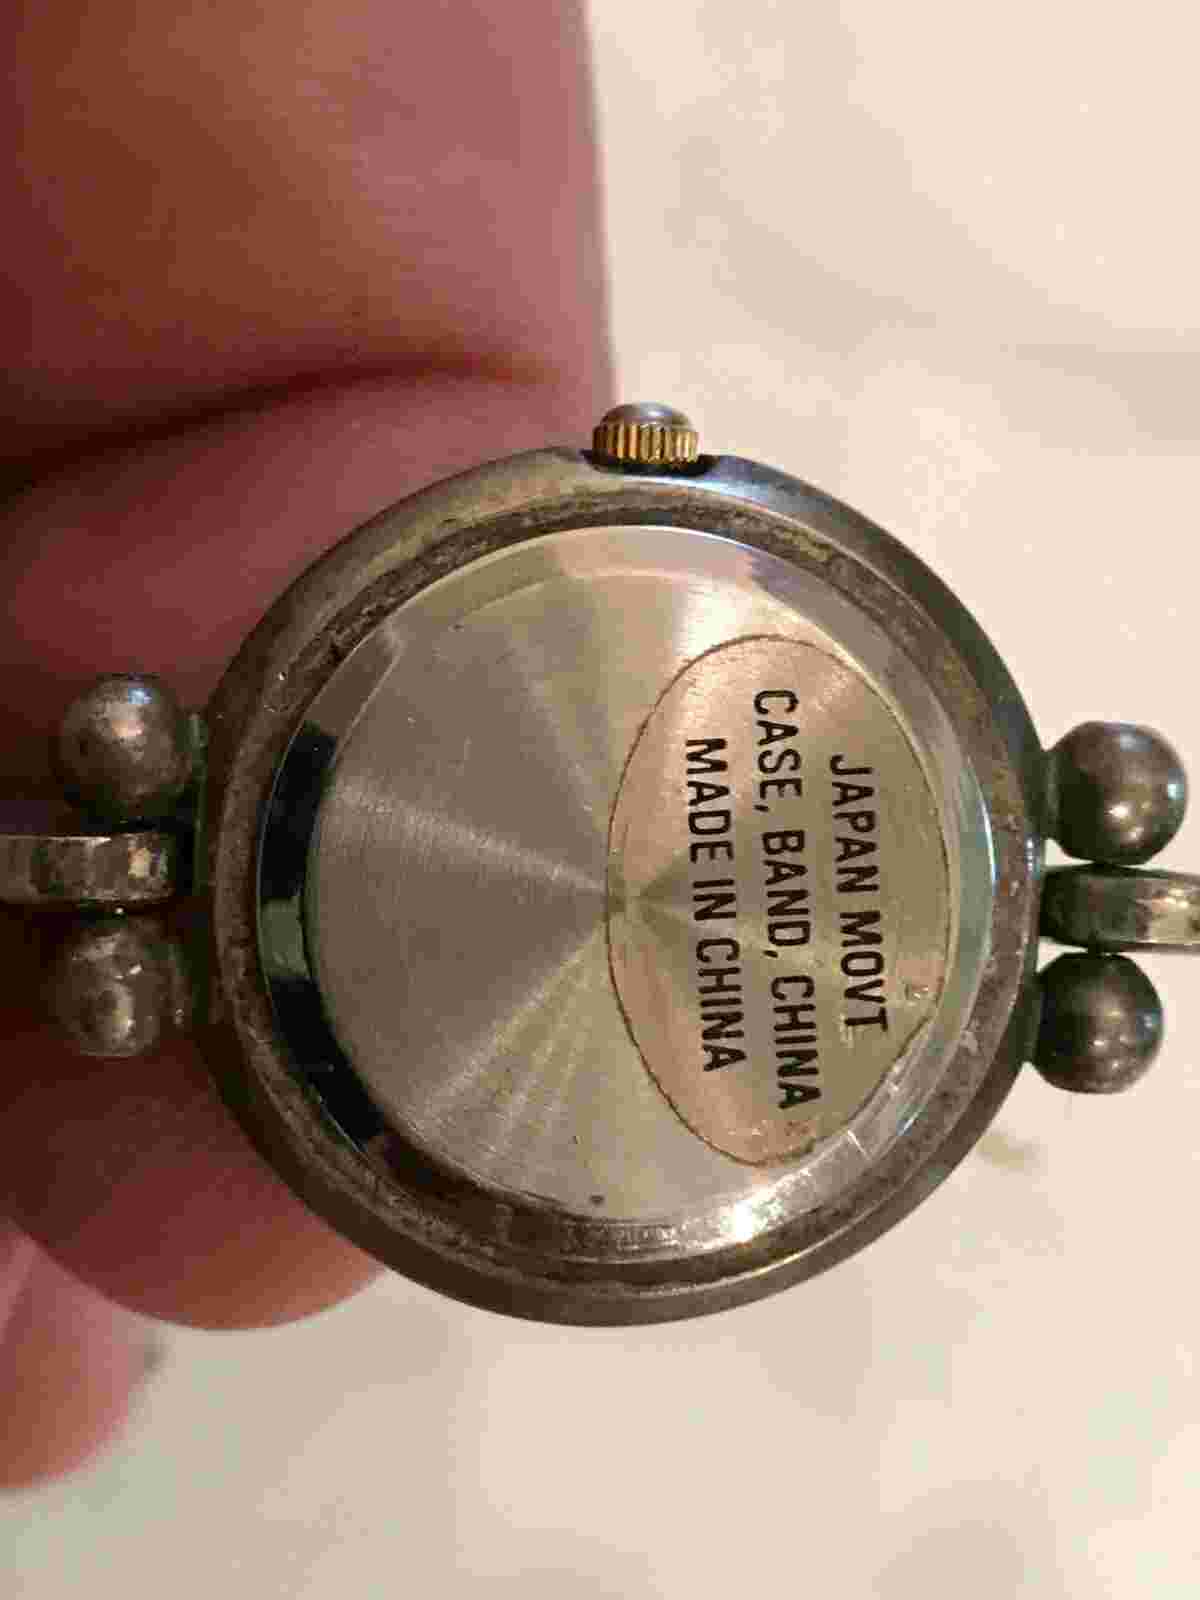 JAPAN MOVT
CASE, BAND, CHINA
MADE IN CHINA